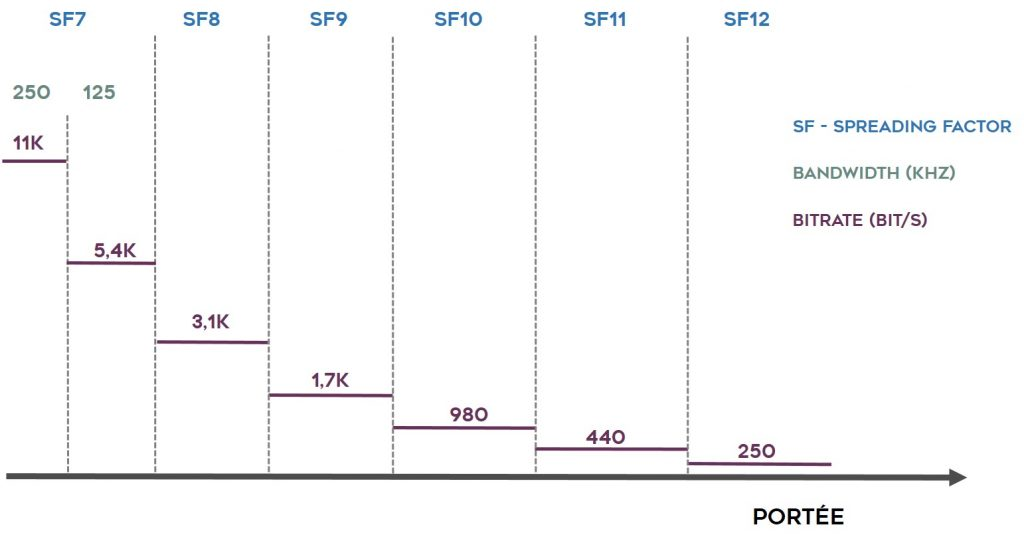 SF7 SF8 SF9 SF10 SF11 SF12
250 125
SF - SPREADING FACTOR
11K
BANDWIDTH (KHZ)
BITRATE (BIT/S)
5,4K
3,1K
1,7K
980
440
250
PORTÉE